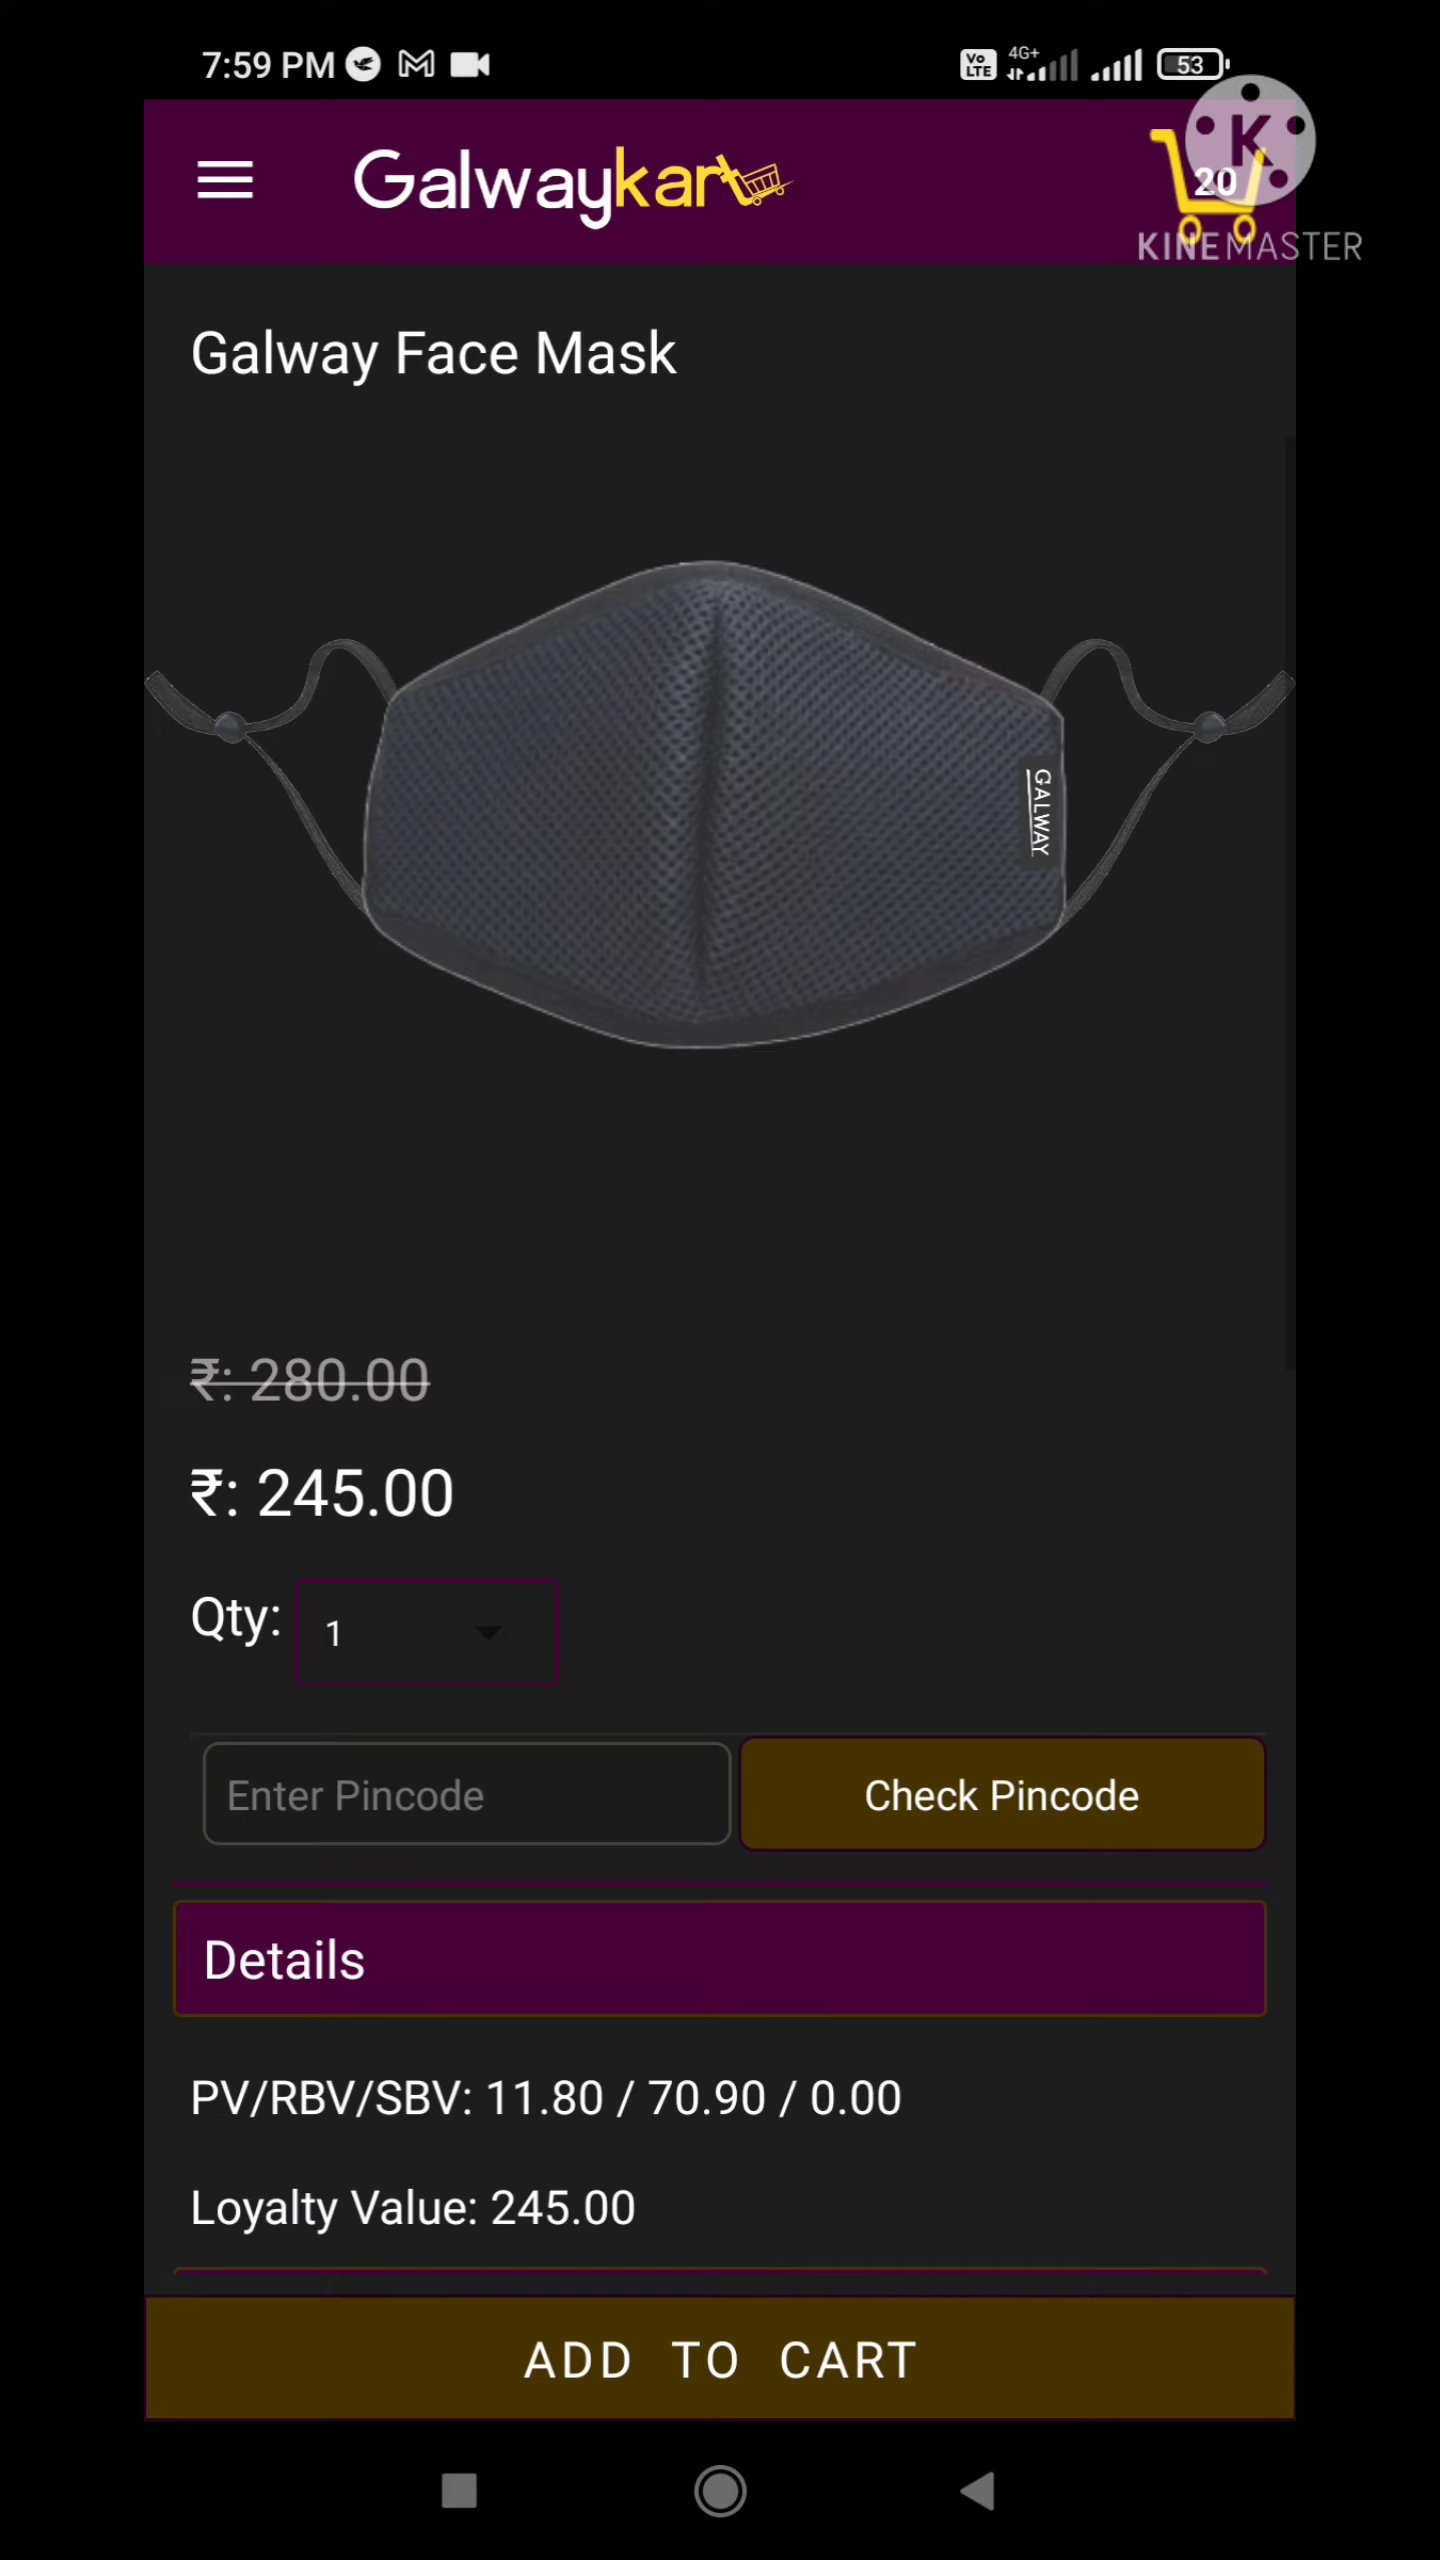 7:59 PM
Vo LTE 4G+ 53
Galwaykart
20
K
KINEMASTER
Galway Face Mask
GALWAY
₹: 280.00
₹: 245.00
Qty: 1
Enter Pincode Check Pincode
Details
PV/RBV/SBV: 11.80 / 70.90 / 0.00
Loyalty Value: 245.00
ADD TO CART